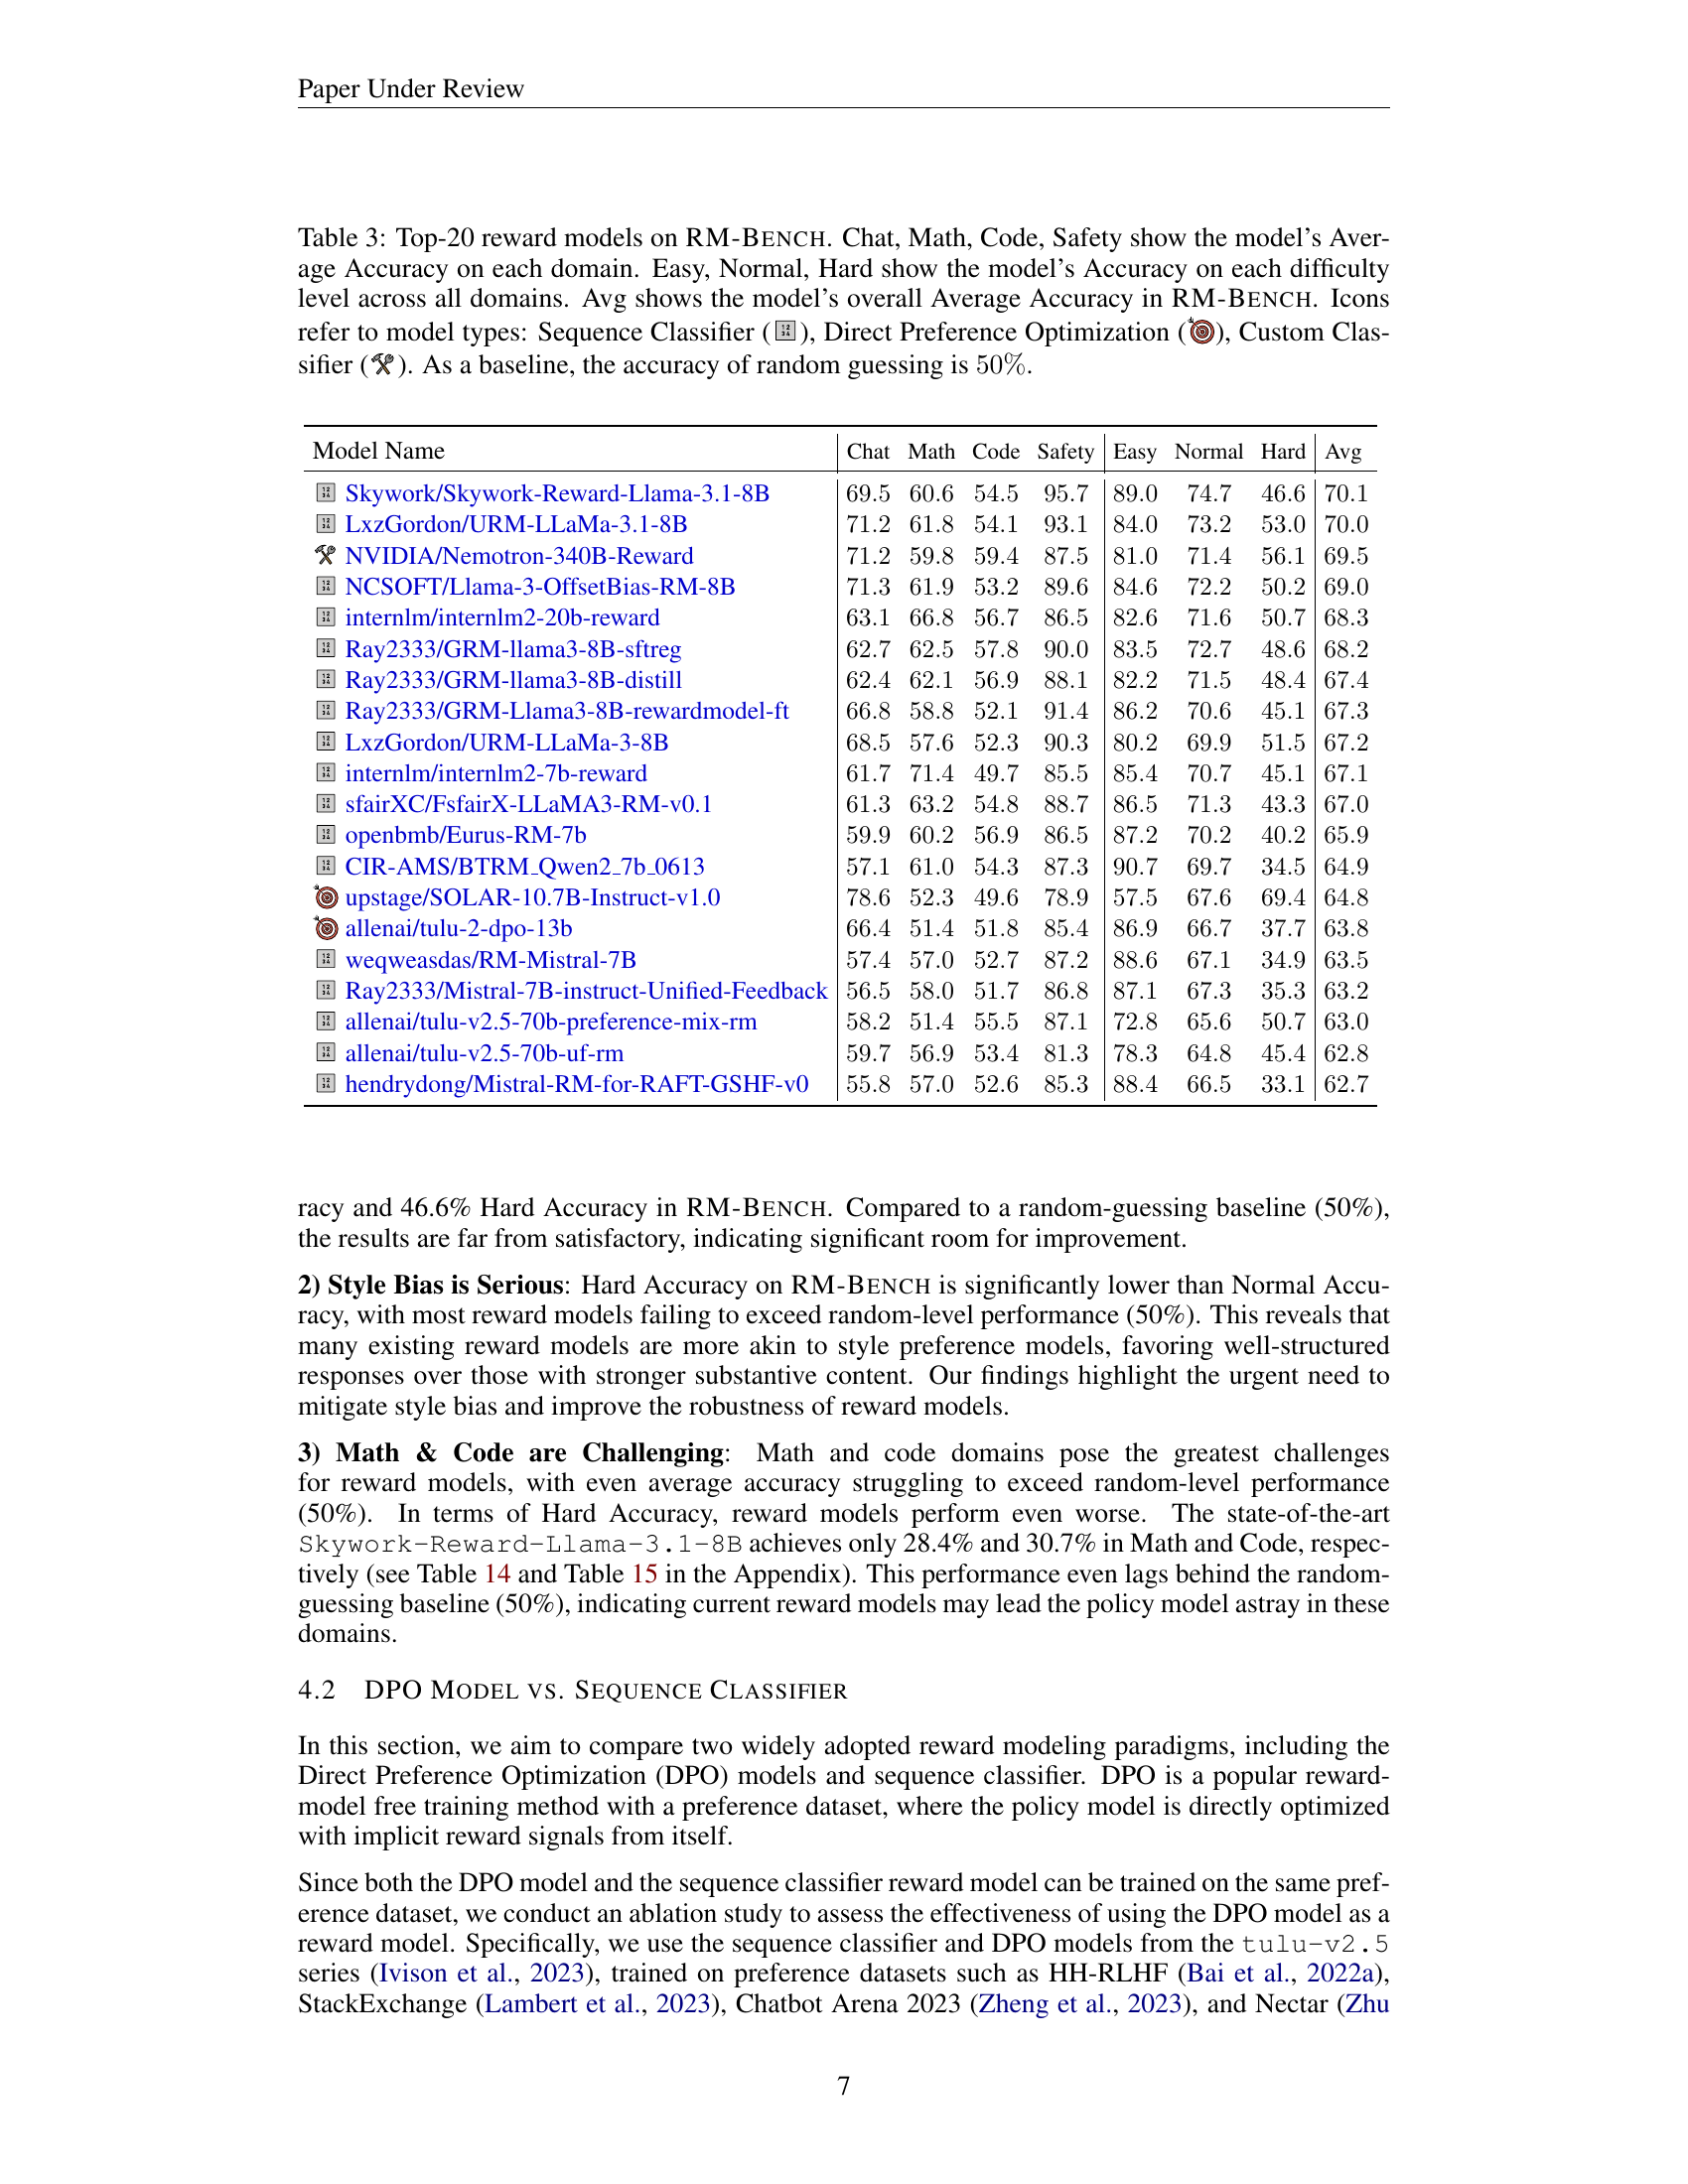 Paper Under Review
Table 3: Top-20 reward models on RM-BENCH. Chat, Math, Code, Safety show the model's Aver-
age Accuracy on each domain. Easy, Normal, Hard show the model's Accuracy on each difficulty
level across all domains. Avg shows the model's overall Average Accuracy in RM-BENCH. Icons
refer to model types: Sequence Classifier (🔢), Direct Preference Optimization (🎯), Custom Clas-
sifier (🛠). As a baseline, the accuracy of random guessing is 50%.
Model Name Chat Math Code Safety Easy Normal Hard Avg
🔢 Skywork/Skywork-Reward-Llama-3.1-8B 69.5 60.6 54.5 95.7 89.0 74.7 46.6 70.1
🔢 LxzGordon/URM-LLaMa-3.1-8B 71.2 61.8 54.1 93.1 84.0 73.2 53.0 70.0
🛠 NVIDIA/Nemotron-340B-Reward 71.2 59.8 59.4 87.5 81.0 71.4 56.1 69.5
🔢 NCSOFT/Llama-3-OffsetBias-RM-8B 71.3 61.9 53.2 89.6 84.6 72.2 50.2 69.0
🔢 internlm/internlm2-20b-reward 63.1 66.8 56.7 86.5 82.6 71.6 50.7 68.3
🔢 Ray2333/GRM-llama3-8B-sftreg 62.7 62.5 57.8 90.0 83.5 72.7 48.6 68.2
🔢 Ray2333/GRM-llama3-8B-distill 62.4 62.1 56.9 88.1 82.2 71.5 48.4 67.4
🔢 Ray2333/GRM-Llama3-8B-rewardmodel-ft 66.8 58.8 52.1 91.4 86.2 70.6 45.1 67.3
🔢 LxzGordon/URM-LLaMa-3-8B 68.5 57.6 52.3 90.3 80.2 69.9 51.5 67.2
🔢 internlm/internlm2-7b-reward 61.7 71.4 49.7 85.5 85.4 70.7 45.1 67.1
🔢 sfairXC/FsfairX-LLaMA3-RM-v0.1 61.3 63.2 54.8 88.7 86.5 71.3 43.3 67.0
🔢 openbmb/Eurus-RM-7b 59.9 60.2 56.9 86.5 87.2 70.2 40.2 65.9
🔢 CIR-AMS/BTRM_Qwen2_7b_0613 57.1 61.0 54.3 87.3 90.7 69.7 34.5 64.9
🎯 upstage/SOLAR-10.7B-Instruct-v1.0 78.6 52.3 49.6 78.9 57.5 67.6 69.4 64.8
🎯 allenai/tulu-2-dpo-13b 66.4 51.4 51.8 85.4 86.9 66.7 37.7 63.8
🔢 weqweasdas/RM-Mistral-7B 57.4 57.0 52.7 87.2 88.6 67.1 34.9 63.5
🔢 Ray2333/Mistral-7B-instruct-Unified-Feedback 56.5 58.0 51.7 86.8 87.1 67.3 35.3 63.2
🔢 allenai/tulu-v2.5-70b-preference-mix-rm 58.2 51.4 55.5 87.1 72.8 65.6 50.7 63.0
🔢 allenai/tulu-v2.5-70b-uf-rm 59.7 56.9 53.4 81.3 78.3 64.8 45.4 62.8
🔢 hendrydong/Mistral-RM-for-RAFT-GSHF-v0 55.8 57.0 52.6 85.3 88.4 66.5 33.1 62.7
racy and 46.6% Hard Accuracy in RM-BENCH. Compared to a random-guessing baseline (50%),
the results are far from satisfactory, indicating significant room for improvement.
2) Style Bias is Serious: Hard Accuracy on RM-BENCH is significantly lower than Normal Accu-
racy, with most reward models failing to exceed random-level performance (50%). This reveals that
many existing reward models are more akin to style preference models, favoring well-structured
responses over those with stronger substantive content. Our findings highlight the urgent need to
mitigate style bias and improve the robustness of reward models.
3) Math & Code are Challenging: Math and code domains pose the greatest challenges
for reward models, with even average accuracy struggling to exceed random-level performance
(50%). In terms of Hard Accuracy, reward models perform even worse. The state-of-the-art
Skywork-Reward-Llama-3.1-8B achieves only 28.4% and 30.7% in Math and Code, respec-
tively (see Table 14 and Table 15 in the Appendix). This performance even lags behind the random-
guessing baseline (50%), indicating current reward models may lead the policy model astray in these
domains.
4.2 DPO MODEL VS. SEQUENCE CLASSIFIER
In this section, we aim to compare two widely adopted reward modeling paradigms, including the
Direct Preference Optimization (DPO) models and sequence classifier. DPO is a popular reward-
model free training method with a preference dataset, where the policy model is directly optimized
with implicit reward signals from itself.
Since both the DPO model and the sequence classifier reward model can be trained on the same pref-
erence dataset, we conduct an ablation study to assess the effectiveness of using the DPO model as a
reward model. Specifically, we use the sequence classifier and DPO models from the tulu-v2.5
series (Ivison et al., 2023), trained on preference datasets such as HH-RLHF (Bai et al., 2022a),
StackExchange (Lambert et al., 2023), Chatbot Arena 2023 (Zheng et al., 2023), and Nectar (Zhu
7